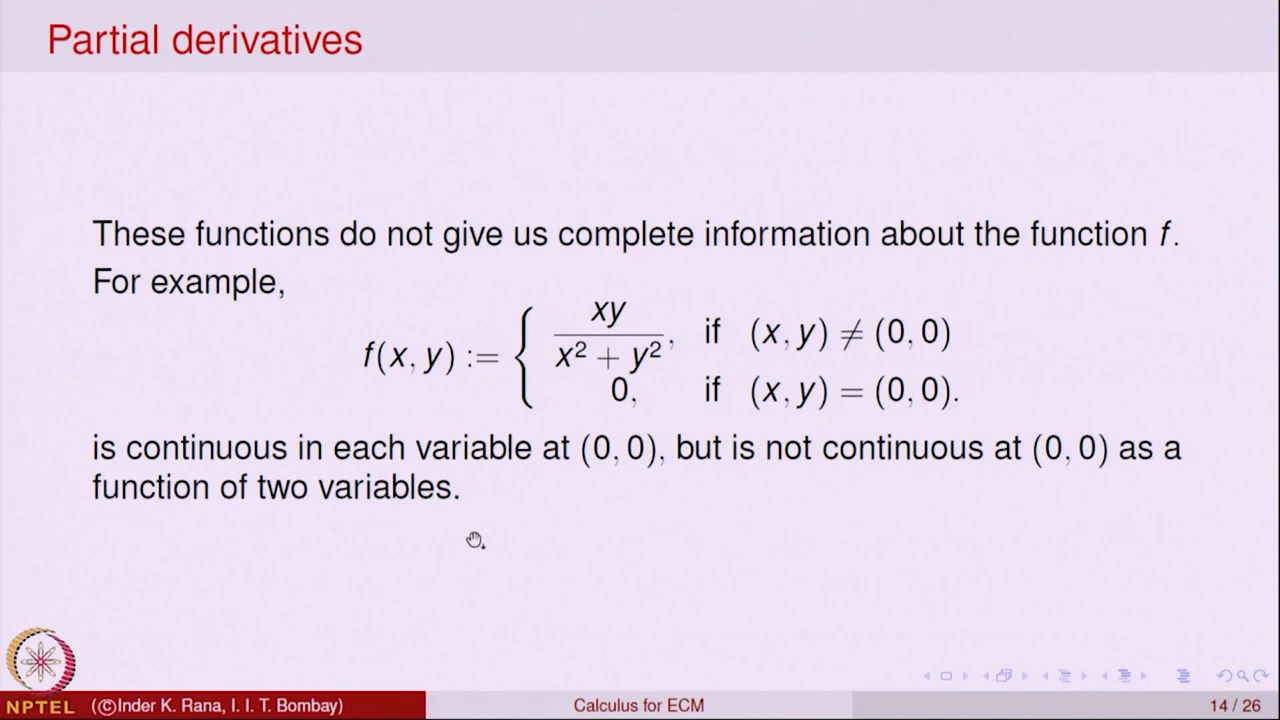 Partial derivatives
These functions do not give us complete information about the function f.
For example,
f(x, y) := { xy / x² + y², if (x, y) ≠ (0, 0)
0, if (x, y) = (0, 0).
is continuous in each variable at (0, 0), but is not continuous at (0, 0) as a
function of two variables.
NPTEL (©Inder K. Rana, I. I. T. Bombay) Calculus for ECM 14 / 26